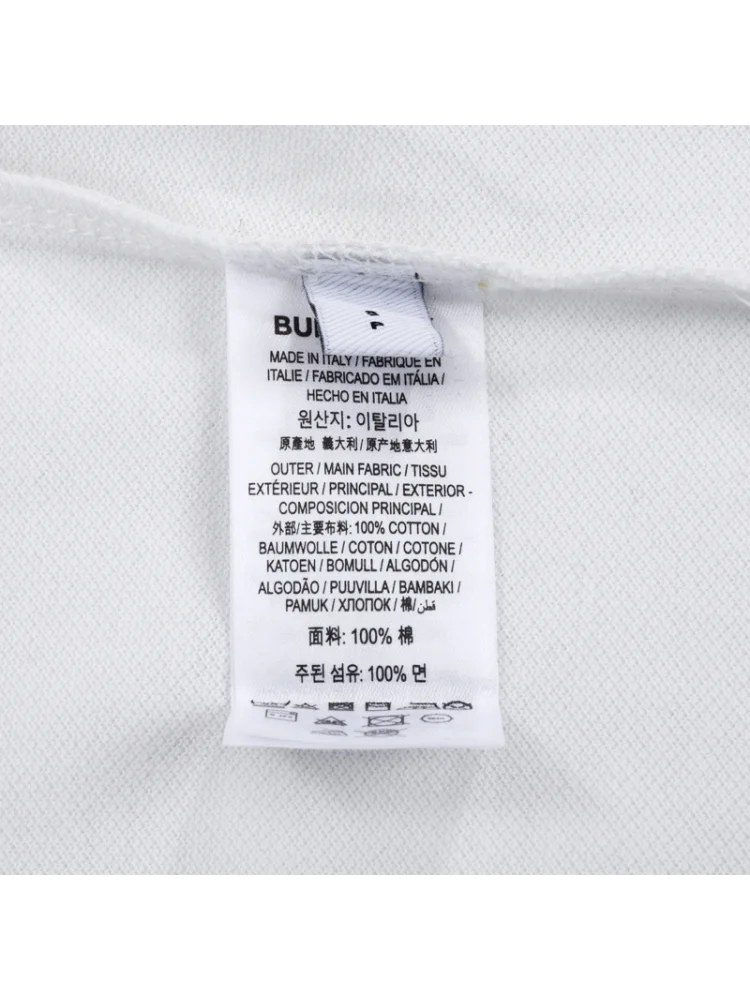 L
BU
MADE IN ITALY / FABRIQUE EN
ITALIE / FABRICADO EM ITÁLIA /
HECHO EN ITALIA
원산지: 이탈리아
原產地 義大利 / 原产地意大利
OUTER / MAIN FABRIC / TISSU
EXTÉRIEUR / PRINCIPAL / EXTERIOR -
COMPOSICION PRINCIPAL /
外部/主要布料: 100% COTTON /
BAUMWOLLE / COTON / COTONE /
KATOEN / BOMULL / ALGODÓN /
ALGODÃO / PUUVILLA / BAMBAKI /
PAMUK / ХЛОПОК / 棉/قطن
面料: 100% 棉
주된 섬유: 100% 면